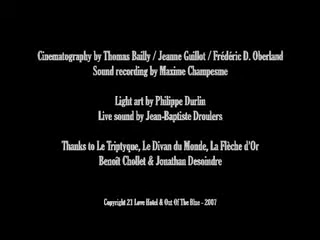 Cinematography by Thomas Bailly / Jeanne Guillot / Frédéric D. Oberland
Sound recording by Maxime Champesme
Light art by Philippe Durlin
Live sound by Jean-Baptiste Droulers
Thanks to Le Triptyque, Le Divan du Monde, La Flèche d'Or
Benoît Chollet & Jonathan Desoindre
Copyright 21 Love Hotel & Out Of The Blue - 2007